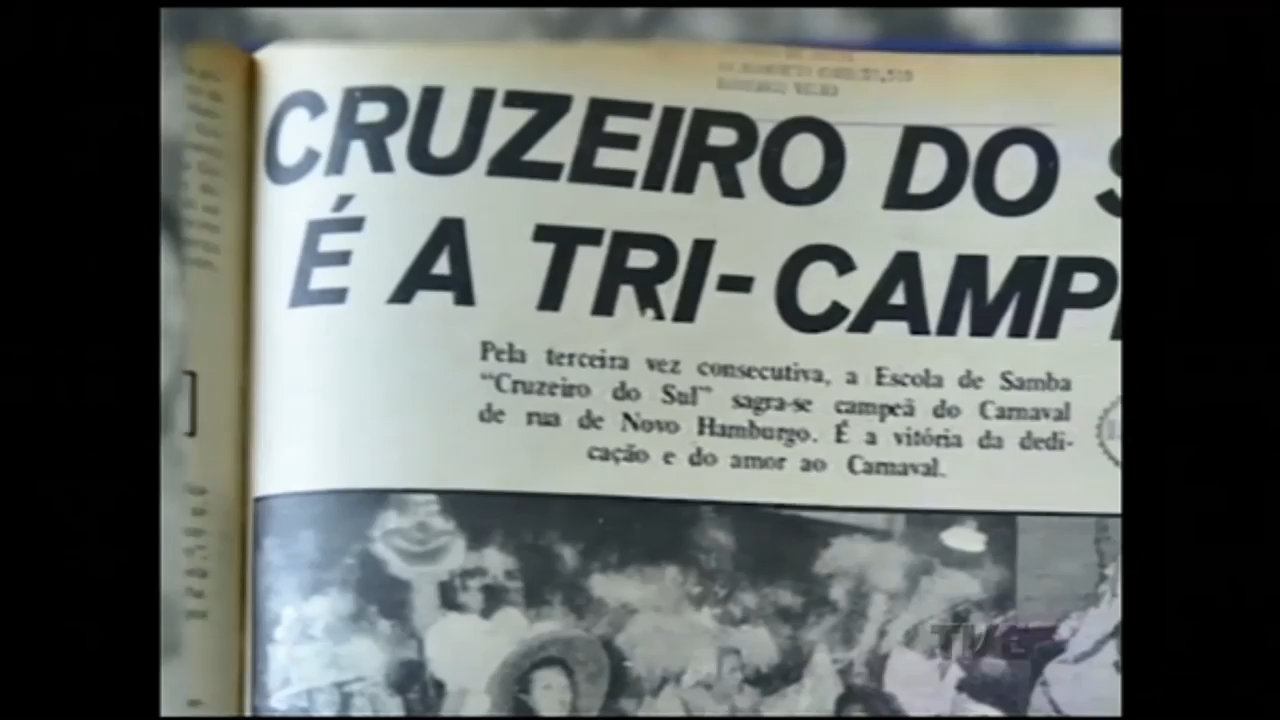 CRUZEIRO DO S
É A TRI-CAMP
Pela terceira vez consecutiva, a Escola de Samba
"Cruzeiro do Sul" sagra-se campeã do Carnaval
de rua de Novo Hamburgo. É a vitória da dedi-
cação e do amor ao Carnaval.
TVE